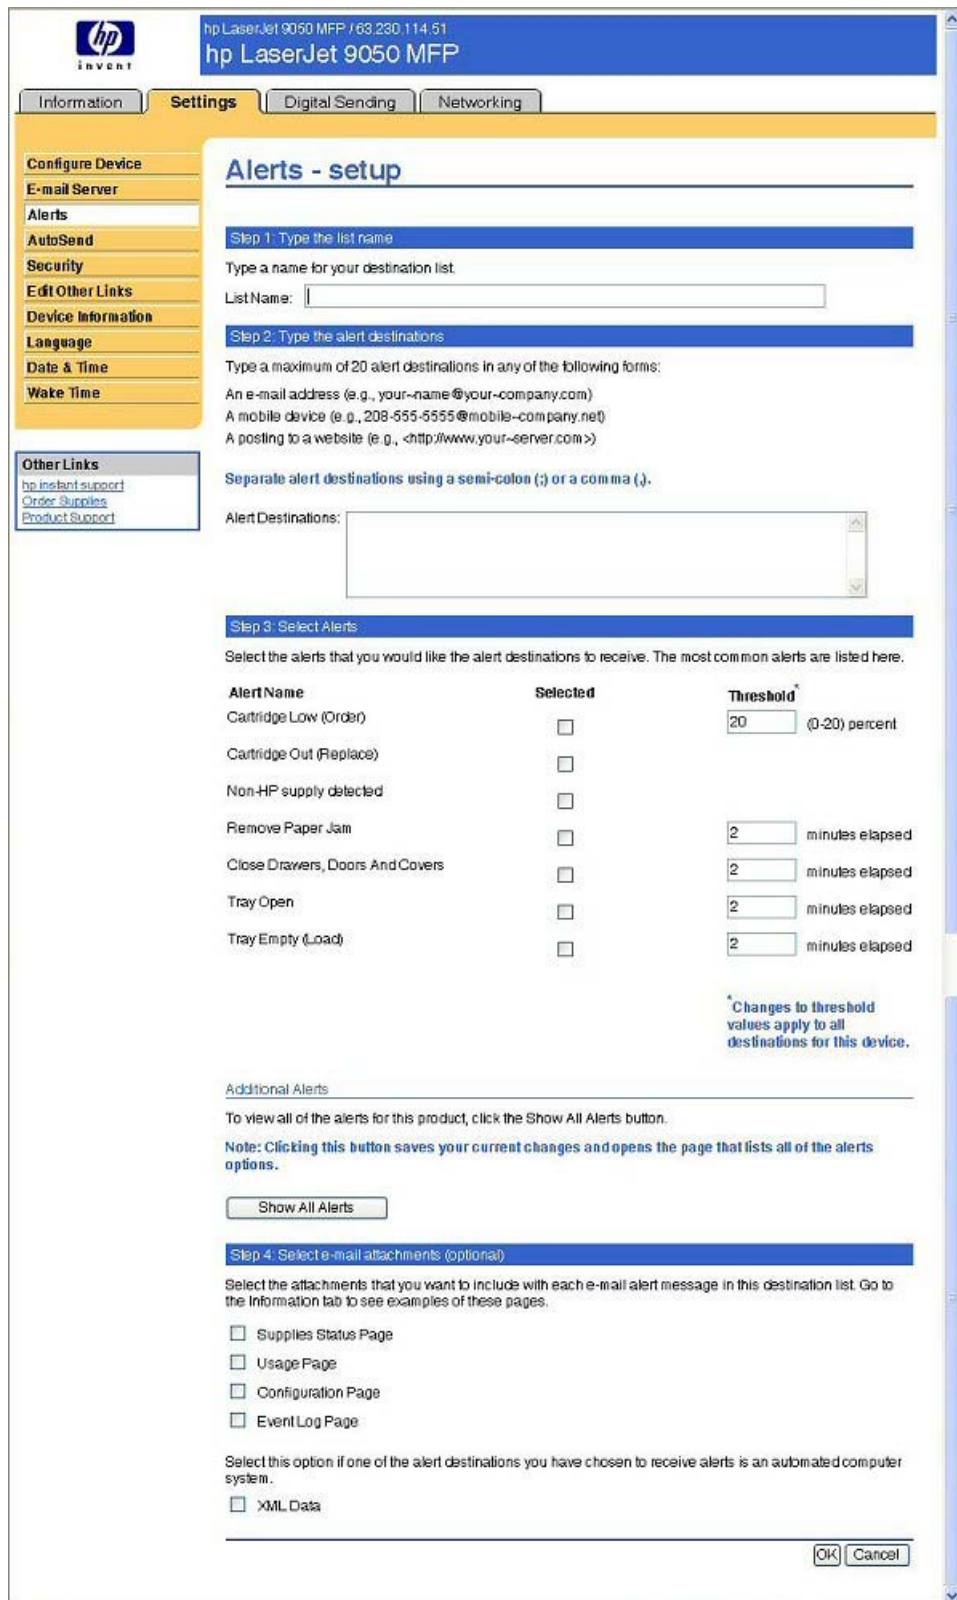 hp
invent
hp LaserJet 9050 MFP / 63.230.114.51
hp LaserJet 9050 MFP
Information
Settings
Digital Sending
Networking
Configure Device
E-mail Server
Alerts
AutoSend
Security
Edit Other Links
Device Information
Language
Date & Time
Wake Time
Other Links
hp instant support
Order Supplies
Product Support
Alerts - setup
Step 1: Type the list name
Type a name for your destination list.
List Name:
Step 2: Type the alert destinations
Type a maximum of 20 alert destinations in any of the following forms:
An e-mail address (e.g., your~name@your~company.com)
A mobile device (e.g., 208-555-5555@mobile~company.net)
A posting to a website (e.g., <http://www.your~server.com>)
Separate alert destinations using a semi-colon (;) or a comma (,).
Alert Destinations:
Step 3: Select Alerts
Select the alerts that you would like the alert destinations to receive. The most common alerts are listed here.
Alert Name Selected Threshold*
Cartridge Low (Order) 20 (0-20) percent
Cartridge Out (Replace)
Non-HP supply detected
Remove Paper Jam 2 minutes elapsed
Close Drawers, Doors And Covers 2 minutes elapsed
Tray Open 2 minutes elapsed
Tray Empty (Load) 2 minutes elapsed
*Changes to threshold
values apply to all
destinations for this device.
Additional Alerts
To view all of the alerts for this product, click the Show All Alerts button.
Note: Clicking this button saves your current changes and opens the page that lists all of the alerts
options.
Show All Alerts
Step 4: Select e-mail attachments (optional)
Select the attachments that you want to include with each e-mail alert message in this destination list. Go to
the Information tab to see examples of these pages.
Supplies Status Page
Usage Page
Configuration Page
Event Log Page
Select this option if one of the alert destinations you have chosen to receive alerts is an automated computer
system.
XML Data
OK Cancel